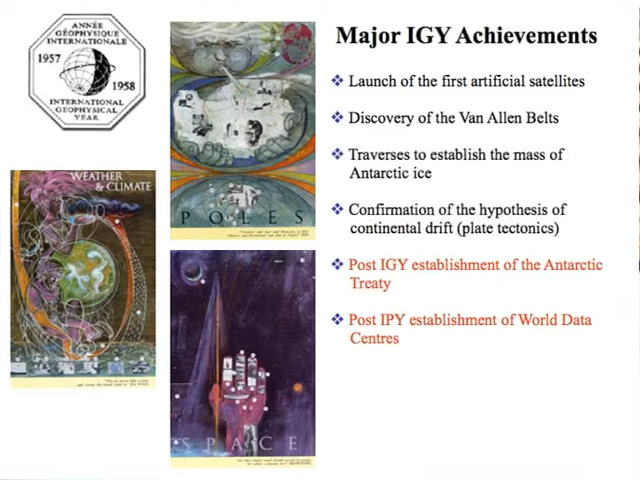 ANNÉE
GÉOPHYSIQUE
INTERNATIONALE
1957
1958
INTERNATIONAL
GEOPHYSICAL
YEAR
WEATHER
& CLIMATE
POLES
SPACE
Major IGY Achievements
❖ Launch of the first artificial satellites
❖ Discovery of the Van Allen Belts
❖ Traverses to establish the mass of
Antarctic ice
❖ Confirmation of the hypothesis of
continental drift (plate tectonics)
❖ Post IGY establishment of the Antarctic
Treaty
❖ Post IPY establishment of World Data
Centres